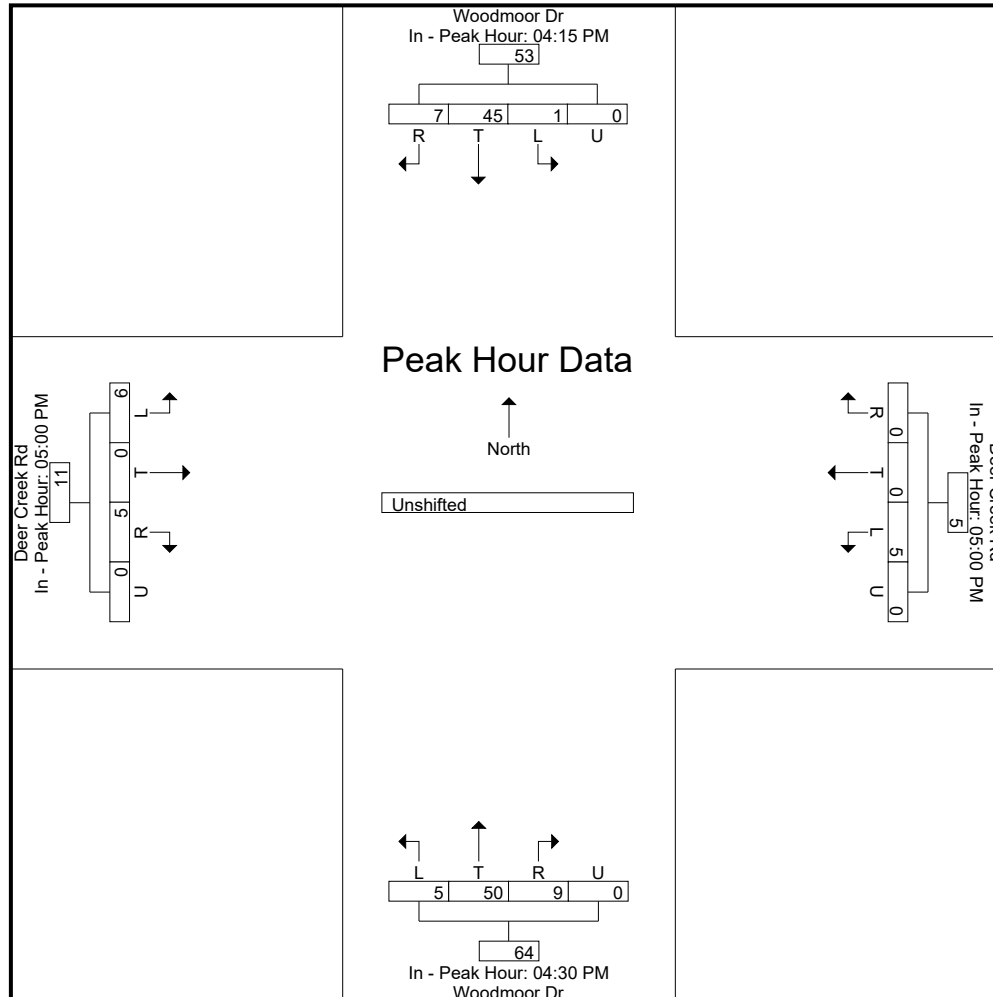 Woodmoor Dr
In - Peak Hour: 04:15 PM
53
7 45 1 0
R T L U
Peak Hour Data
North
Unshifted
Deer Creek Rd
In - Peak Hour: 05:00 PM
11
6 0 5 0
L T R U
In - Peak Hour: 05:00 PM
5
0 0 5 0
R T L U
L T R U
5 50 9 0
64
In - Peak Hour: 04:30 PM
Woodmoor Dr